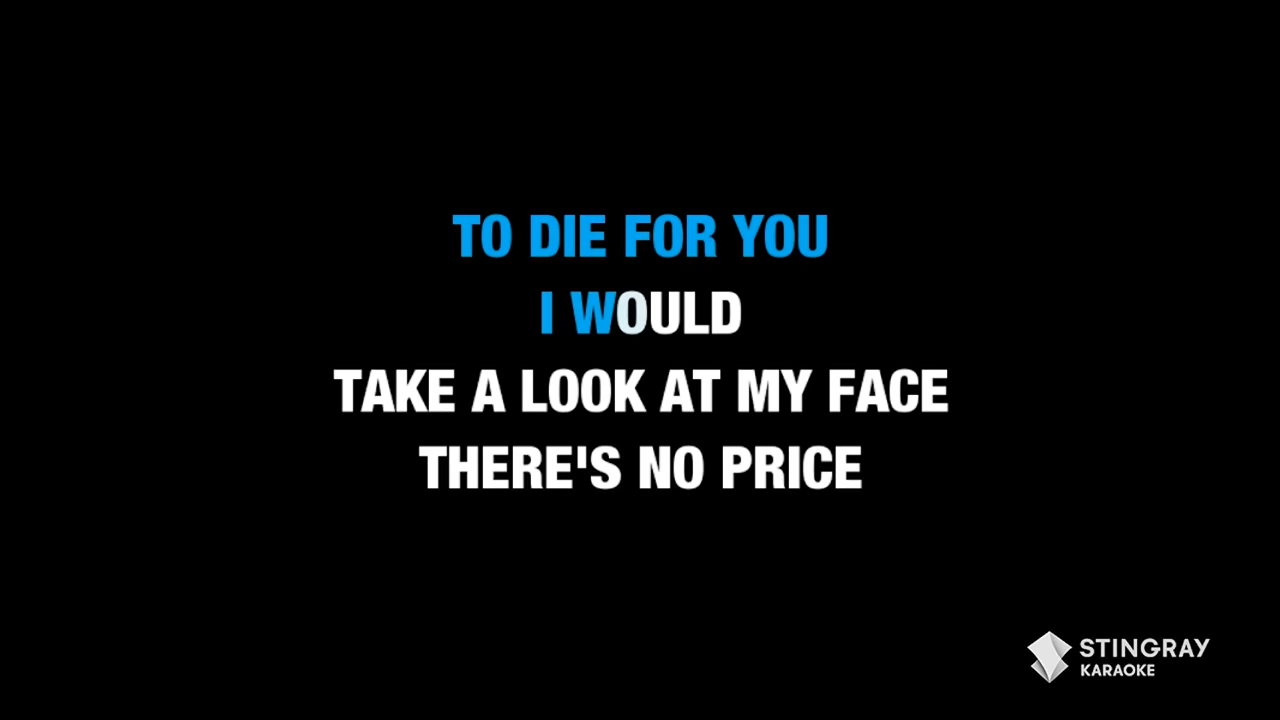 TO DIE FOR YOU
I WOULD
TAKE A LOOK AT MY FACE
THERE'S NO PRICE
STINGRAY
KARAOKE